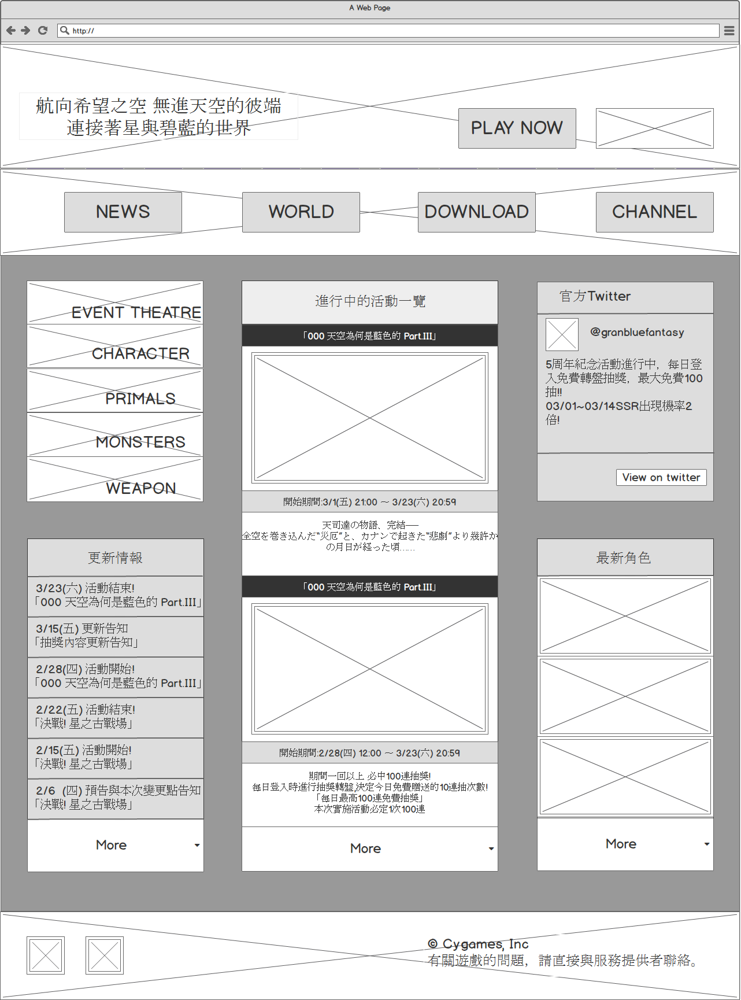 A Web Page
http://
航向希望之空 無進天空的彼端
連接著星與碧藍的世界
PLAY NOW
NEWS
WORLD
DOWNLOAD
CHANNEL
EVENT THEATRE
CHARACTER
PRIMALS
MONSTERS
WEAPON
更新情報
3/23(六) 活動結束!
「000 天空為何是藍色的 Part.III」
3/15(五) 更新告知
「抽獎內容更新告知」
2/28(四) 活動開始!
「000 天空為何是藍色的 Part.III」
2/22(五) 活動結束!
「決戰! 星之古戰場」
2/15(五) 活動開始!
「決戰! 星之古戰場」
2/6 (四) 預告與本次變更點告知
「決戰! 星之古戰場」
More
進行中的活動一覽
「000 天空為何是藍色的 Part.III」
開始期間:3/1(五) 21:00 ～ 3/23(六) 20:59
天司達の物語、完結──
全空を巻き込んだ“災厄”と、カナンで起きた“悲劇”より幾許か
の月日が経った頃……
「000 天空為何是藍色的 Part.III」
開始期間:2/28(四) 12:00 ～ 3/23(六) 20:59
期間一回以上 必中100連抽獎!
每日登入時進行抽獎轉盤,決定今日免費贈送的10連抽次數!
「每日最高100連免費抽獎」
本次實施活動必定1次100連
More
官方Twitter
@granbluefantasy
5周年紀念活動進行中，每日登
入免費轉盤抽獎，最大免費100
抽!!
03/01~03/14SSR出現機率2
倍!
View on twitter
最新角色
More
© Cygames, Inc
有關遊戲的問題，請直接與服務提供者聯絡。